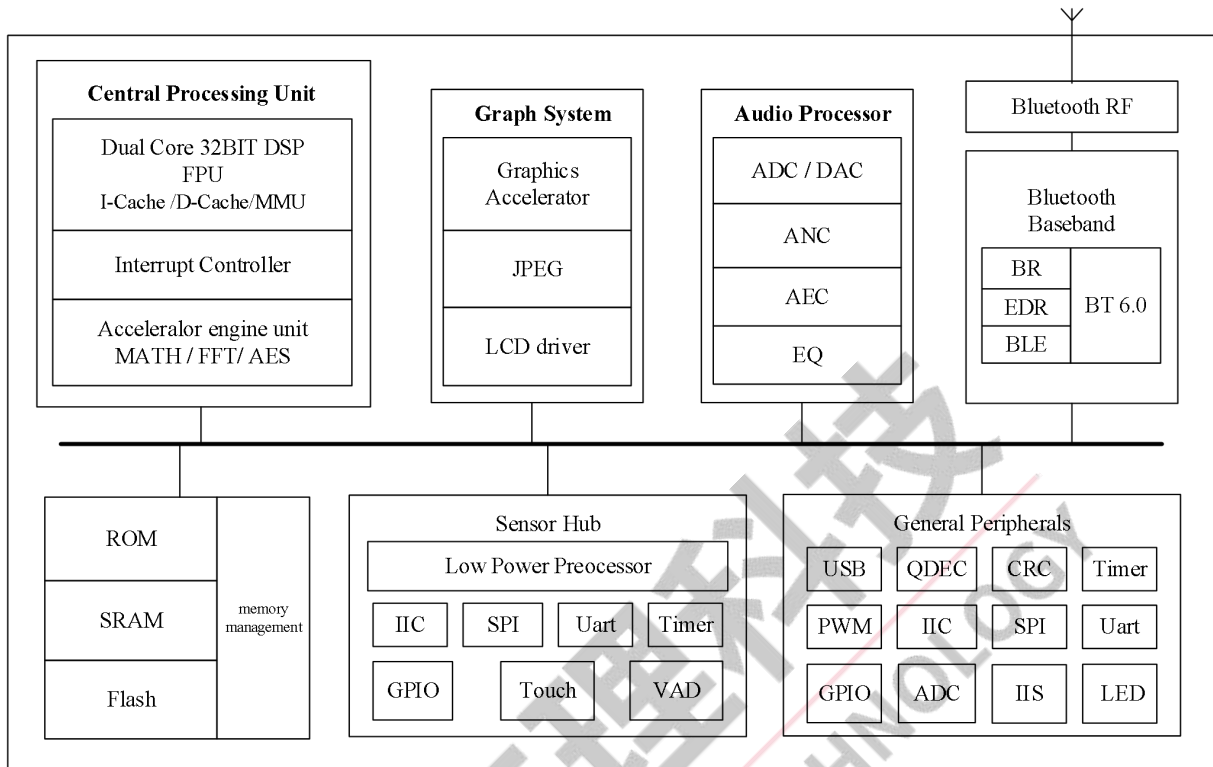 Central Processing Unit
Dual Core 32BIT DSP
FPU
I-Cache /D-Cache/MMU
Interrupt Controller
Acceleralor engine unit
MATH / FFT/ AES
Graph System
Graphics
Accelerator
JPEG
LCD driver
Audio Processor
ADC / DAC
ANC
AEC
EQ
Bluetooth RF
Bluetooth
Baseband
BR
EDR
BLE
BT 6.0
ROM
SRAM
Flash
memory
management
Sensor Hub
Low Power Preocessor
IIC SPI Uart Timer
GPIO Touch VAD
General Peripherals
USB QDEC CRC Timer
PWM IIC SPI Uart
GPIO ADC IIS LED
理科技